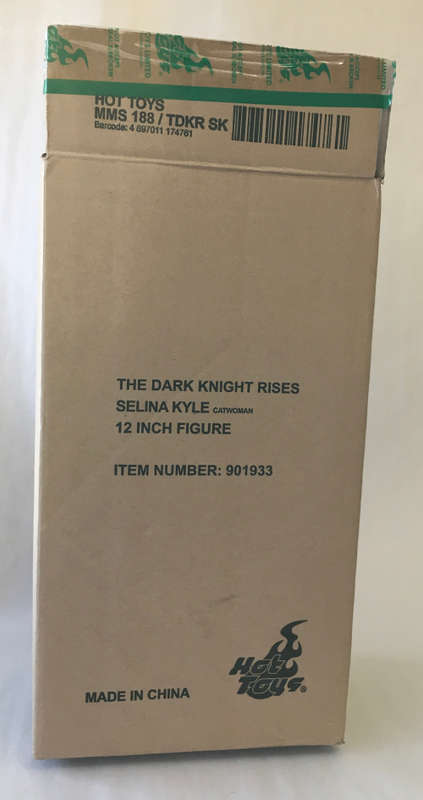 HOT TOYS
MMS 188 / TDKR SK
Barcode: 4 897011 174761
THE DARK KNIGHT RISES
SELINA KYLE CATWOMAN
12 INCH FIGURE
ITEM NUMBER: 901933
Hot
Toys®
MADE IN CHINA